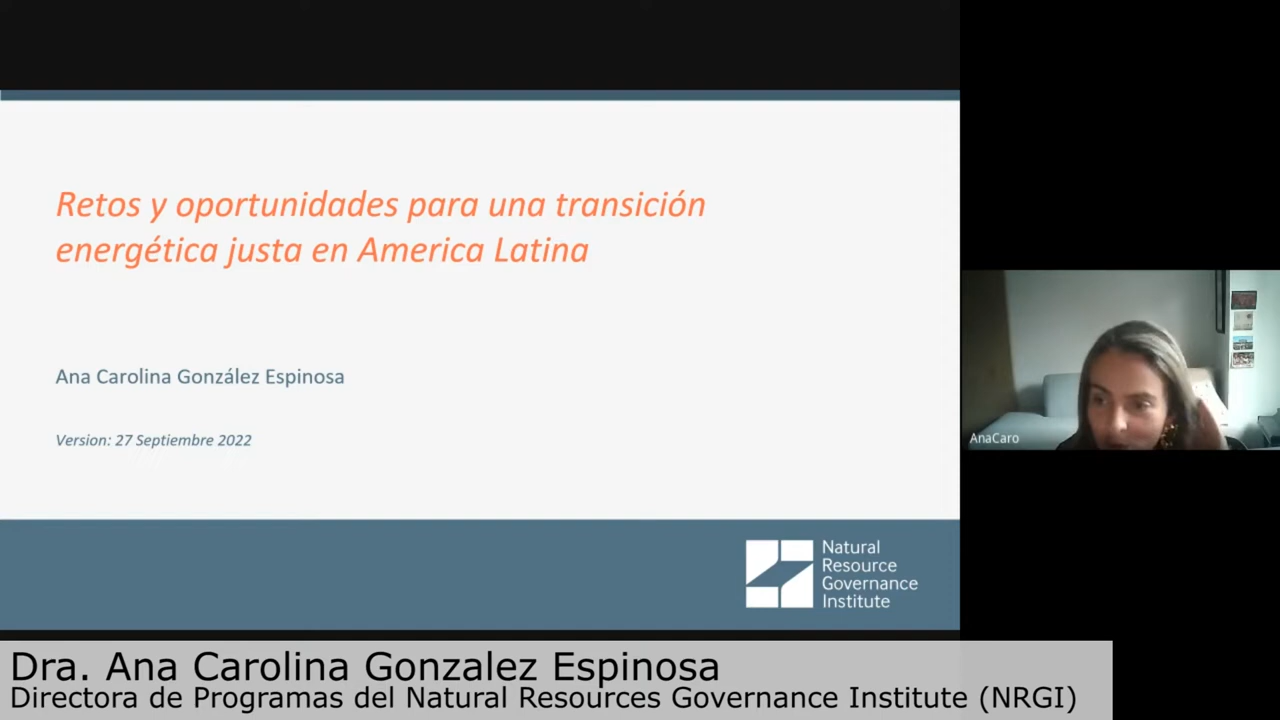 Retos y oportunidades para una transición
energética justa en America Latina
Ana Carolina González Espinosa
Version: 27 Septiembre 2022
Natural
Resource
Governance
Institute
AnaCaro
Dra. Ana Carolina Gonzalez Espinosa
Directora de Programas del Natural Resources Governance Institute (NRGI)